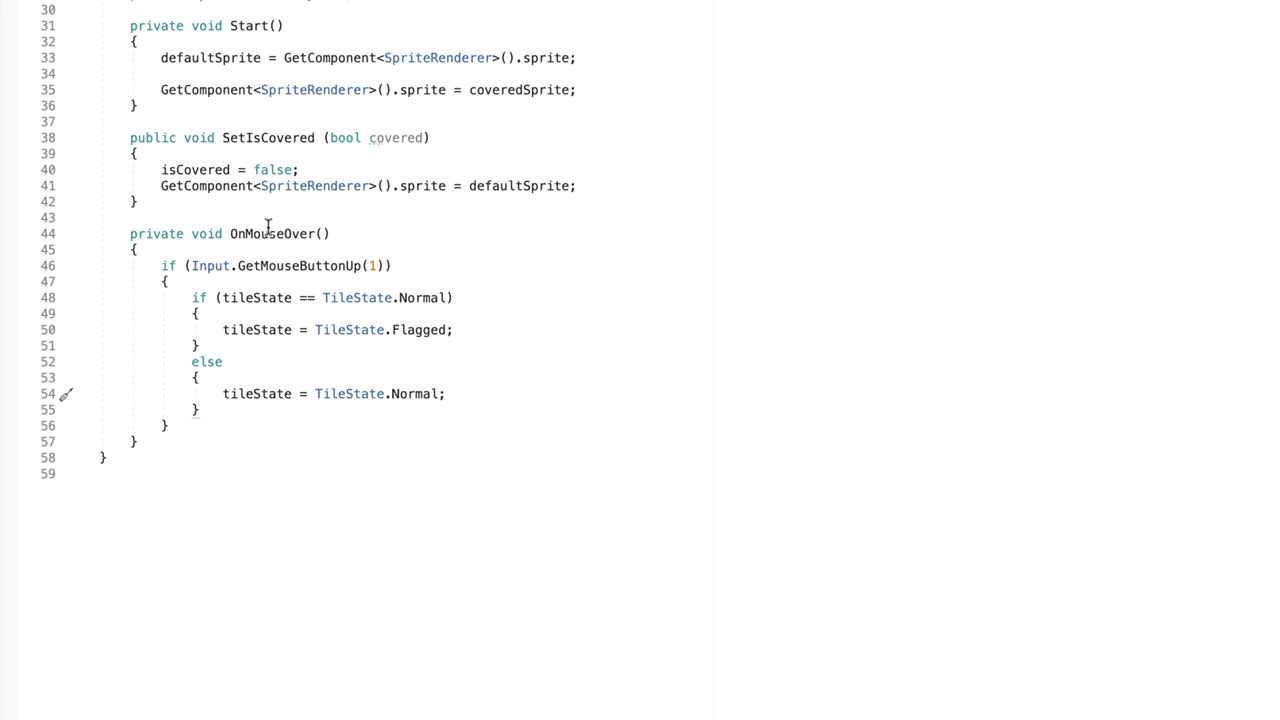 30
31 private void Start()
32 {
33 defaultSprite = GetComponent<SpriteRenderer>().sprite;
34
35 GetComponent<SpriteRenderer>().sprite = coveredSprite;
36 }
37
38 public void SetIsCovered (bool covered)
39 {
40 isCovered = false;
41 GetComponent<SpriteRenderer>().sprite = defaultSprite;
42 }
43
44 private void OnMouseOver()
45 {
46 if (Input.GetMouseButtonUp(1))
47 {
48 if (tileState == TileState.Normal)
49 {
50 tileState = TileState.Flagged;
51 }
52 else
53 {
54 tileState = TileState.Normal;
55 }
56 }
57 }
58 }
59